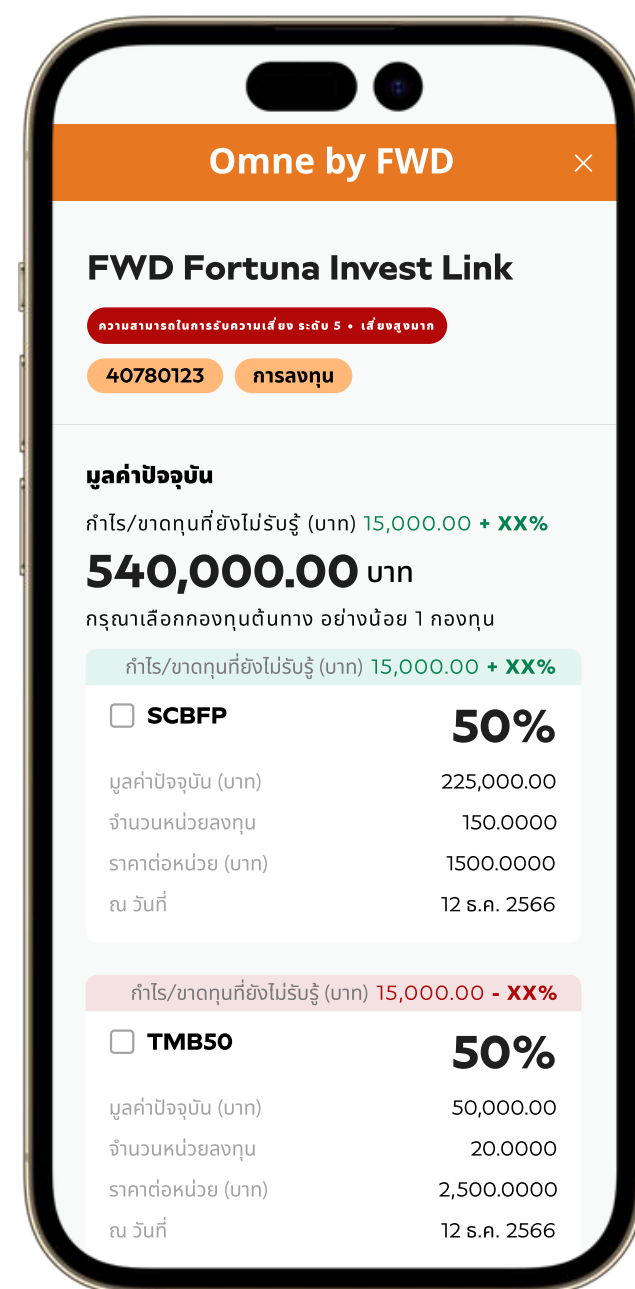 Omne by FWD
FWD Fortuna Invest Link
ความสามารถในการรับความเสี่ยง ระดับ 5 • เสี่ยงสูงมาก
40780123 การลงทุน
มูลค่าปัจจุบัน
กำไร/ขาดทุนที่ยังไม่รับรู้ (บาท) 15,000.00 + XX%
540,000.00 บาท
กรุณาเลือกกองทุนต้นทาง อย่างน้อย 1 กองทุน
กำไร/ขาดทุนที่ยังไม่รับรู้ (บาท) 15,000.00 + XX%
SCBFP 50%
มูลค่าปัจจุบัน (บาท) 225,000.00
จำนวนหน่วยลงทุน 150.0000
ราคาต่อหน่วย (บาท) 1500.0000
ณ วันที่ 12 ธ.ค. 2566
กำไร/ขาดทุนที่ยังไม่รับรู้ (บาท) 15,000.00 - XX%
TMB50 50%
มูลค่าปัจจุบัน (บาท) 50,000.00
จำนวนหน่วยลงทุน 20.0000
ราคาต่อหน่วย (บาท) 2,500.0000
ณ วันที่ 12 ธ.ค. 2566